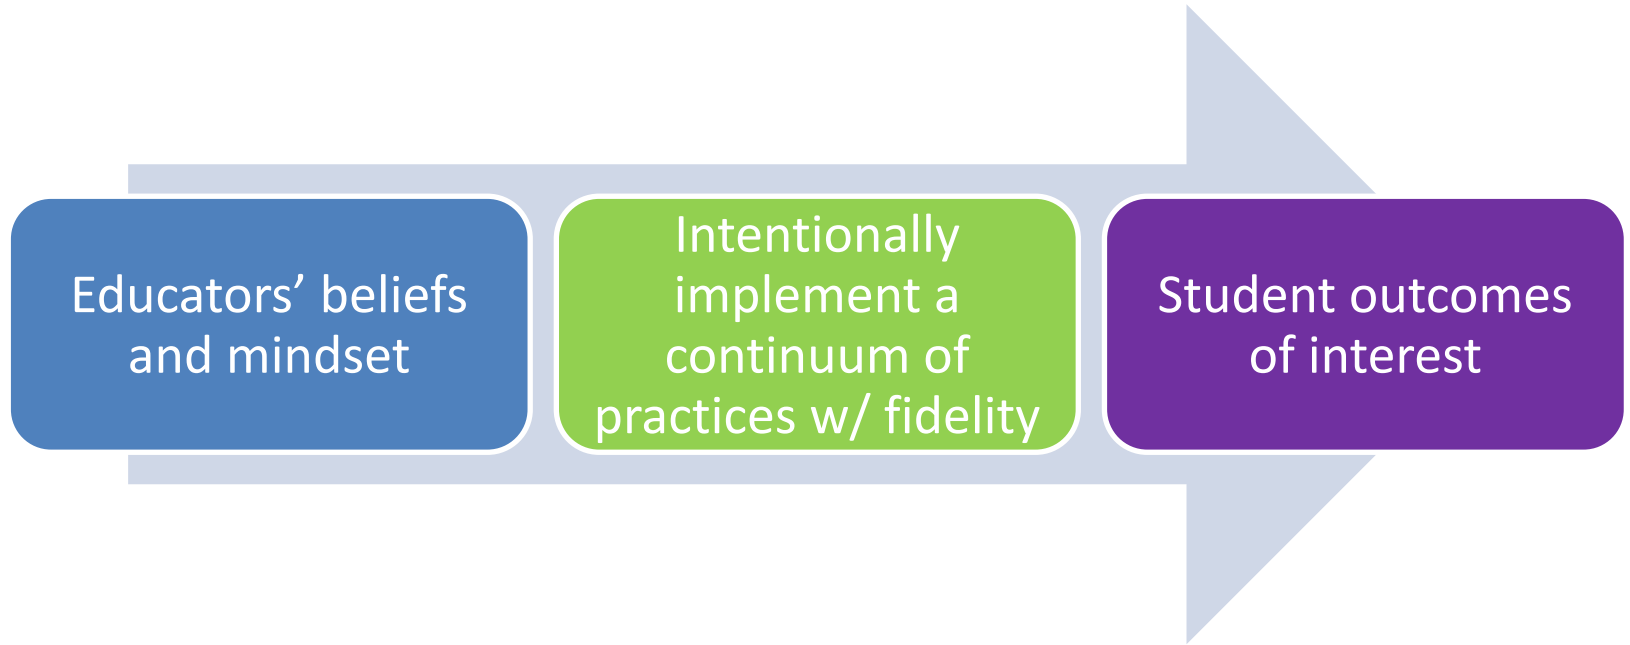 Educators’ beliefs
and mindset
Intentionally
implement a
continuum of
practices w/ fidelity
Student outcomes
of interest